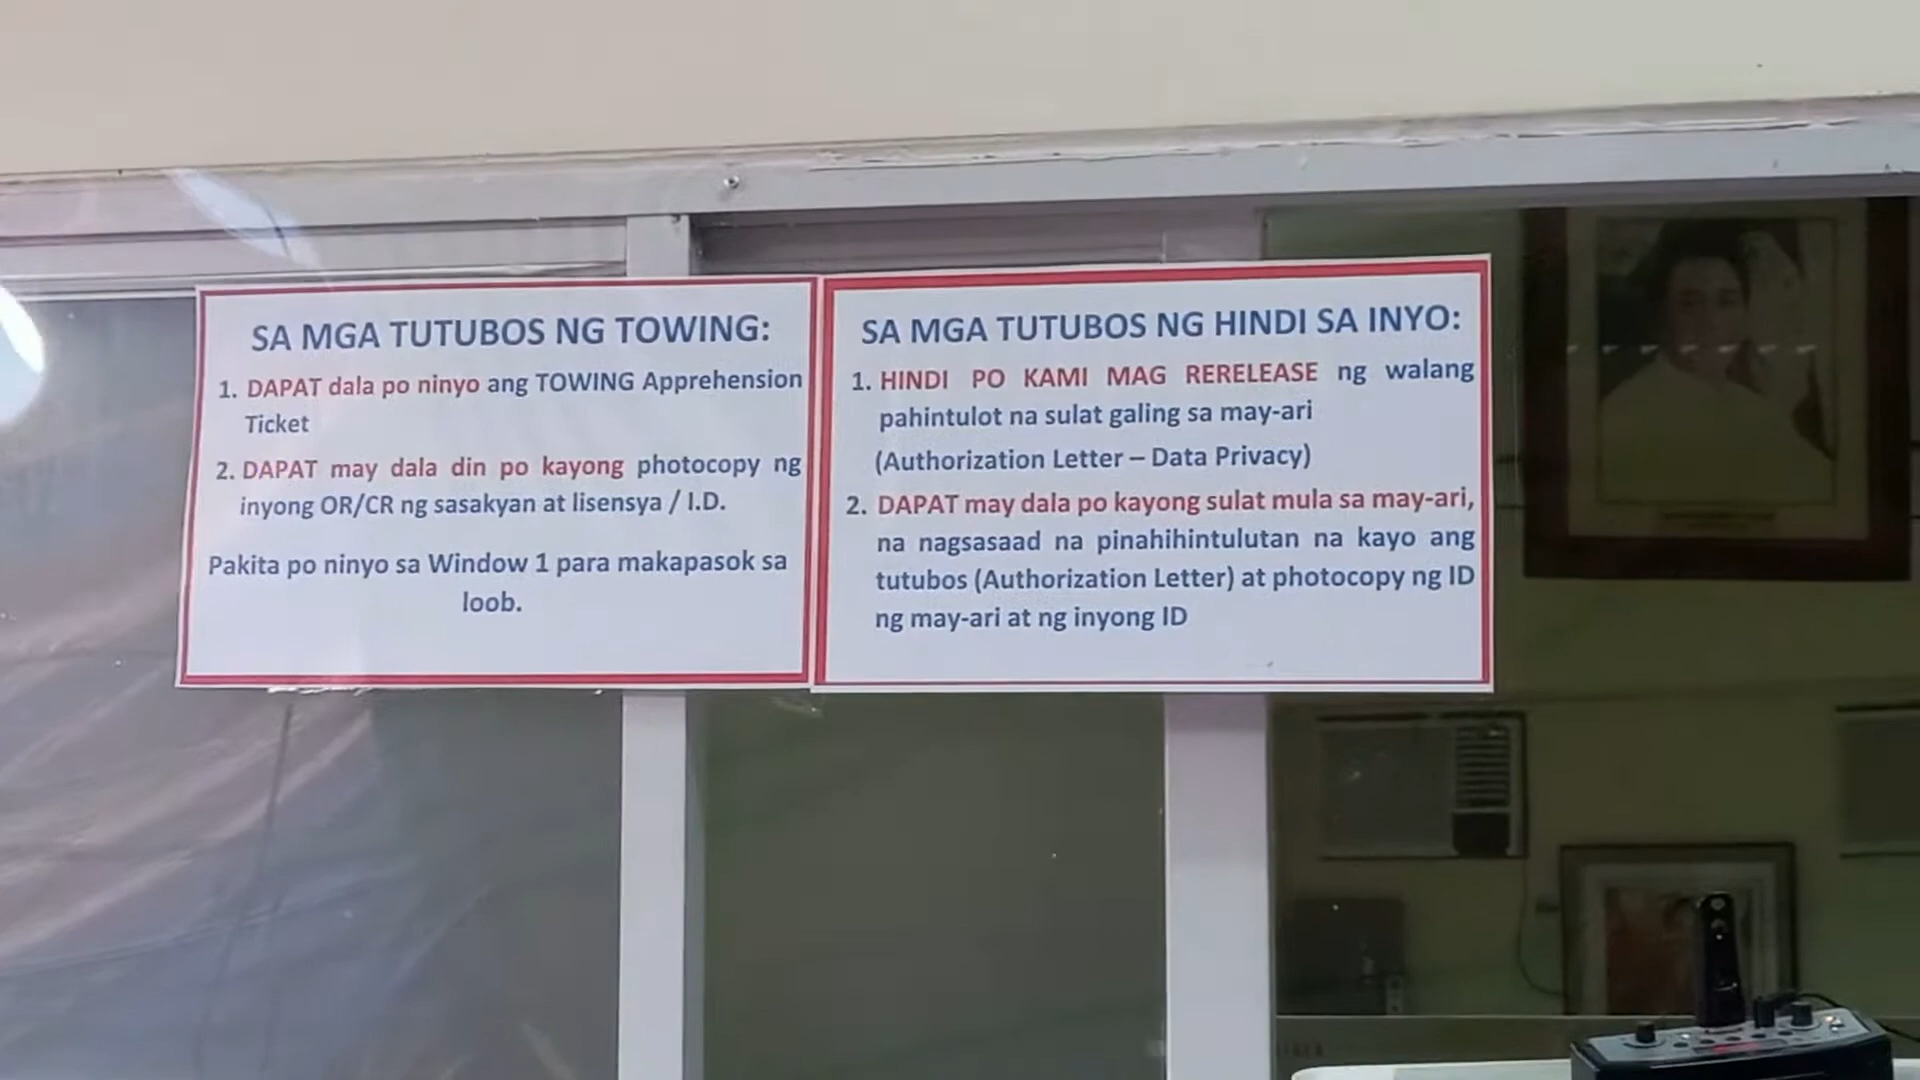 SA MGA TUTUBOS NG TOWING:
1. DAPAT dala po ninyo ang TOWING Apprehension
Ticket
2. DAPAT may dala din po kayong photocopy ng
inyong OR/CR ng sasakyan at lisensya / I.D.
Pakita po ninyo sa Window 1 para makapasok sa
loob.
SA MGA TUTUBOS NG HINDI SA INYO:
1. HINDI PO KAMI MAG RERELEASE ng walang
pahintulot na sulat galing sa may-ari
(Authorization Letter – Data Privacy)
2. DAPAT may dala po kayong sulat mula sa may-ari,
na nagsasaad na pinahihintulutan na kayo ang
tutubos (Authorization Letter) at photocopy ng ID
ng may-ari at ng inyong ID